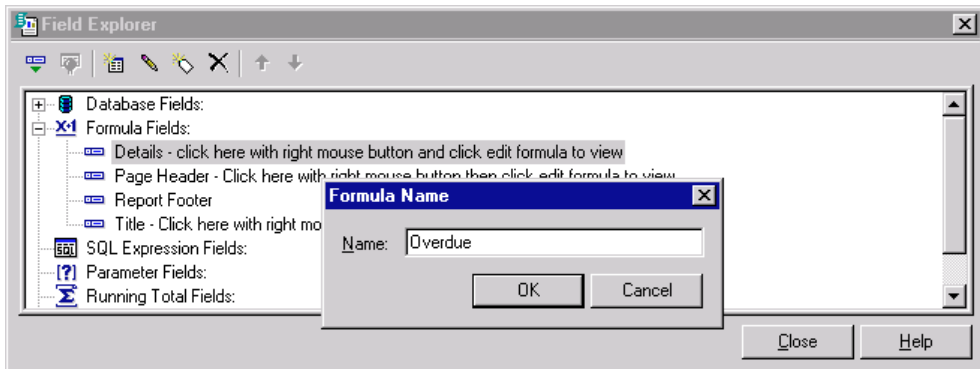 Field Explorer
Database Fields:
X+1 Formula Fields:
Details - click here with right mouse button and click edit formula to view
Page Header - Click here with right mouse button then click edit formula to view
Report Footer
Title - Click here with right mo
Formula Name
Name: Overdue
OK Cancel
SQL SQL Expression Fields:
[?] Parameter Fields:
Σ Running Total Fields:
Close Help